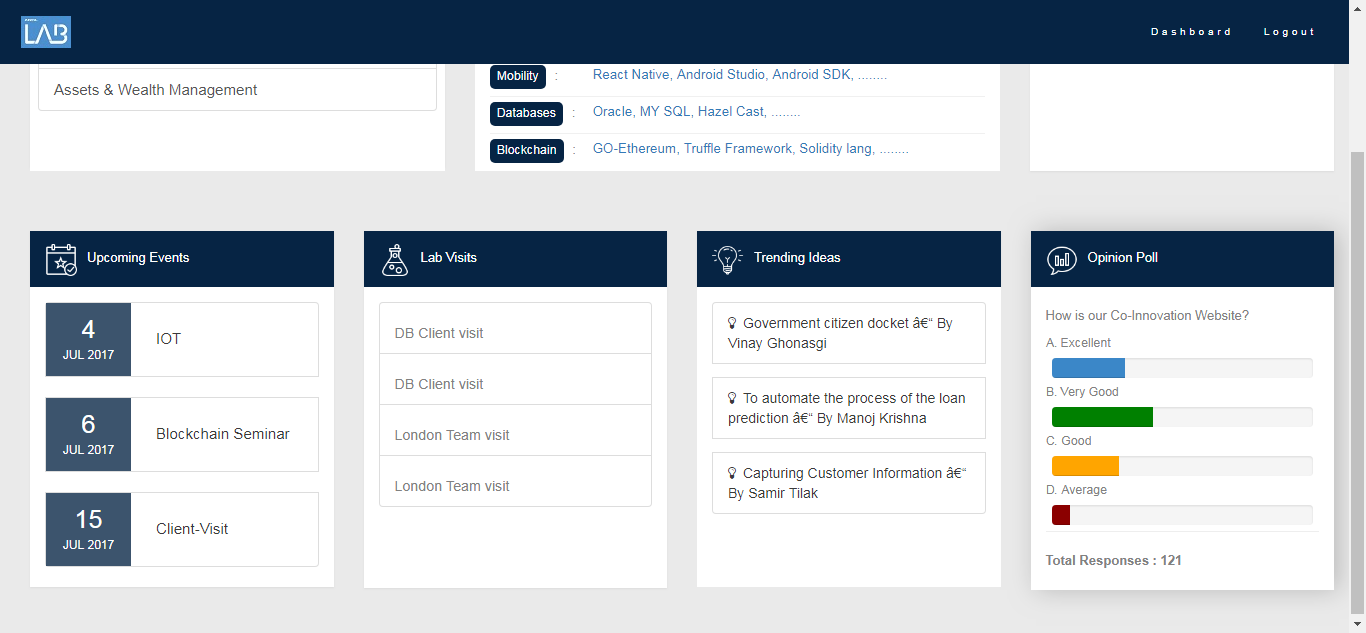 LAB
Dashboard
Logout
Assets & Wealth Management
Mobility : React Native, Android Studio, Android SDK, ........
Databases : Oracle, MY SQL, Hazel Cast, ........
Blockchain : GO-Ethereum, Truffle Framework, Solidity lang, ........
Upcoming Events
4
JUL 2017
IOT
6
JUL 2017
Blockchain Seminar
15
JUL 2017
Client-Visit
Lab Visits
DB Client visit
DB Client visit
London Team visit
London Team visit
Trending Ideas
Government citizen docket â€“ By
Vinay Ghonasgi
To automate the process of the loan
prediction â€“ By Manoj Krishna
Capturing Customer Information â€“
By Samir Tilak
Opinion Poll
How is our Co-Innovation Website?
A. Excellent
B. Very Good
C. Good
D. Average
Total Responses : 121